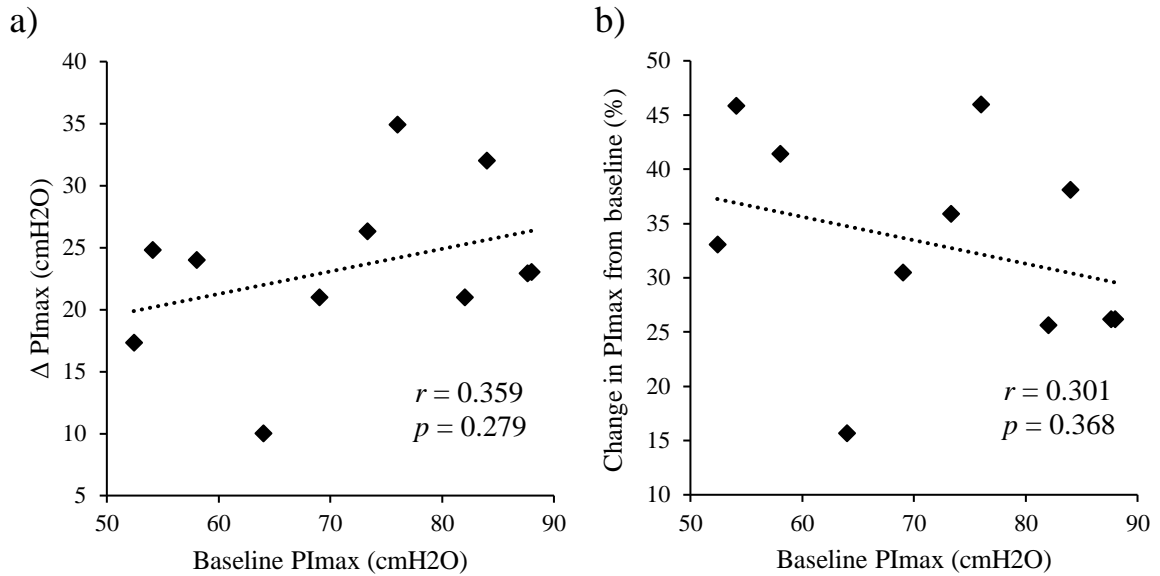 a)
40
35
30
25
20
15
10
5
50 60 70 80 90
Δ PImax (cmH2O)
Baseline PImax (cmH2O)
r = 0.359
p = 0.279
b)
50
45
40
35
30
25
20
15
10
50 60 70 80 90
Change in PImax from baseline (%)
Baseline PImax (cmH2O)
r = 0.301
p = 0.368